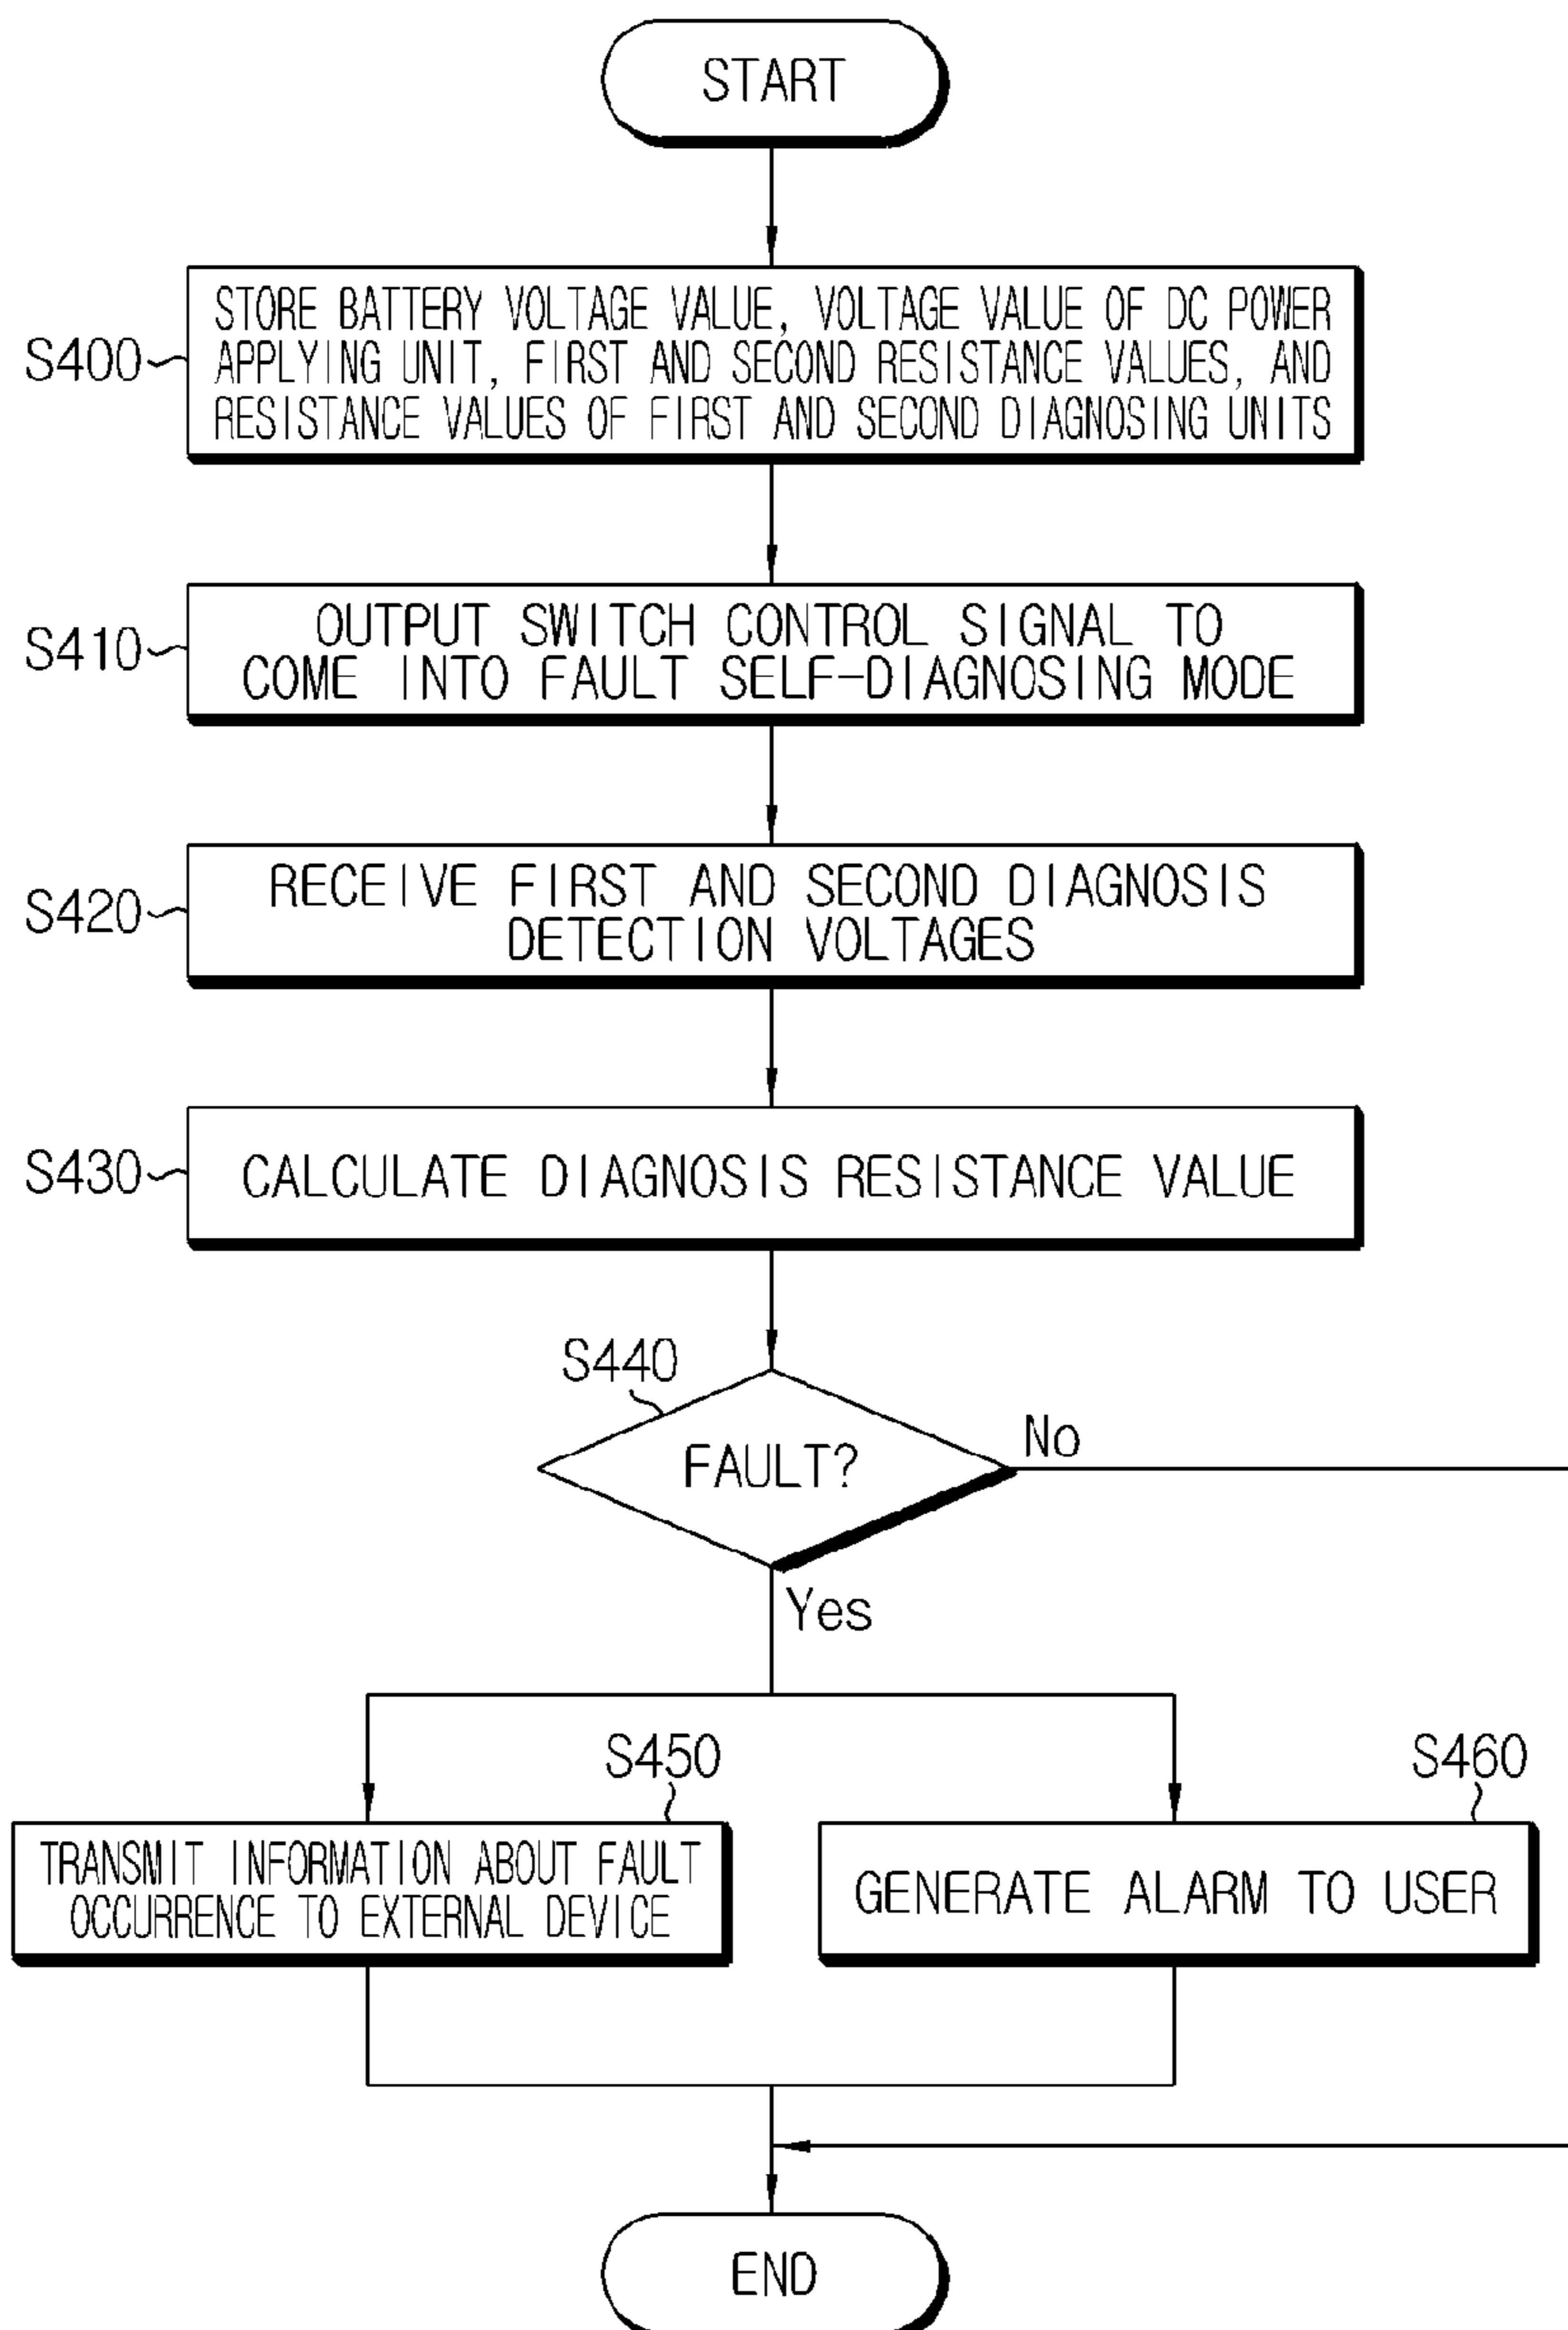 START
S400
STORE BATTERY VOLTAGE VALUE, VOLTAGE VALUE OF DC POWER
APPLYING UNIT, FIRST AND SECOND RESISTANCE VALUES, AND
RESISTANCE VALUES OF FIRST AND SECOND DIAGNOSING UNITS
S410
OUTPUT SWITCH CONTROL SIGNAL TO
COME INTO FAULT SELF-DIAGNOSING MODE
S420
RECEIVE FIRST AND SECOND DIAGNOSIS
DETECTION VOLTAGES
S430
CALCULATE DIAGNOSIS RESISTANCE VALUE
S440
FAULT?
No
Yes
S450
TRANSMIT INFORMATION ABOUT FAULT
OCCURRENCE TO EXTERNAL DEVICE
S460
GENERATE ALARM TO USER
END